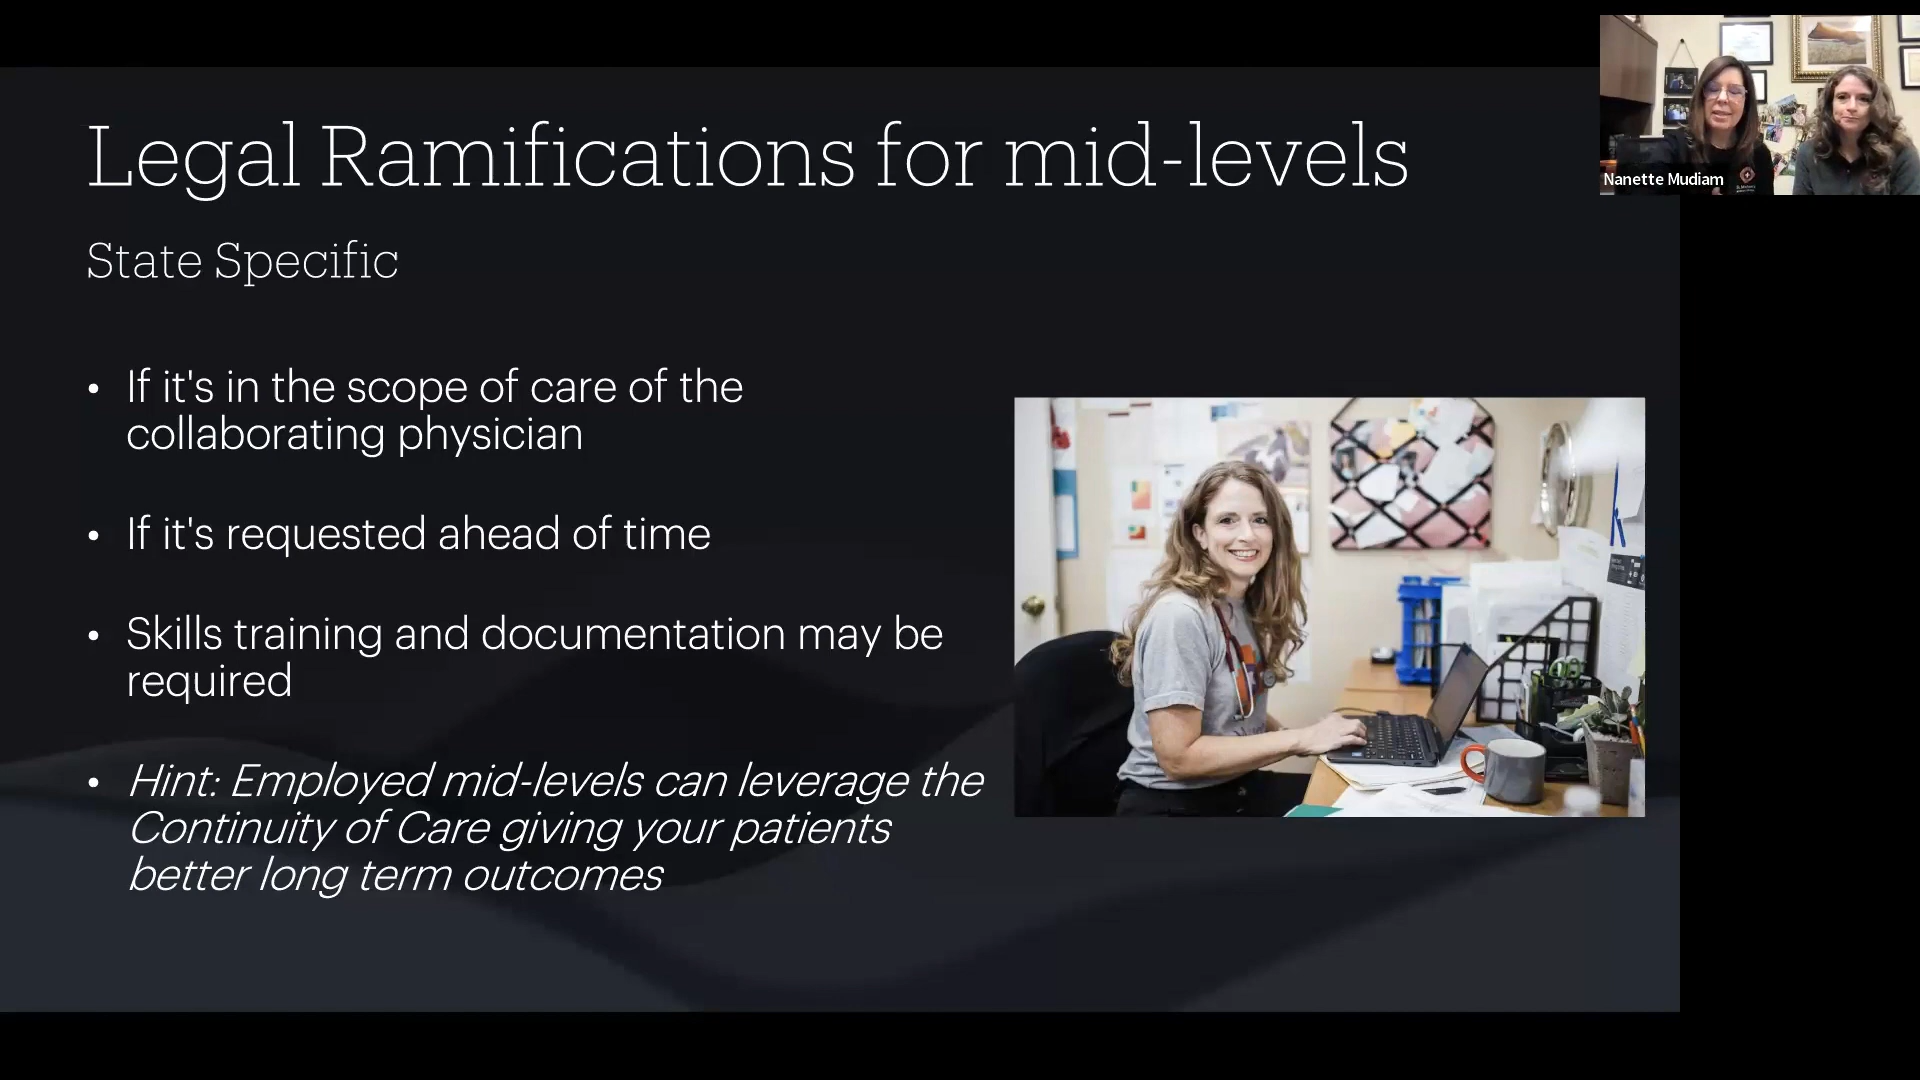 Legal Ramifications for mid-levels
State Specific
• If it's in the scope of care of the
collaborating physician
• If it's requested ahead of time
• Skills training and documentation may be
required
• Hint: Employed mid-levels can leverage the
Continuity of Care giving your patients
better long term outcomes
Nanette Mudiam